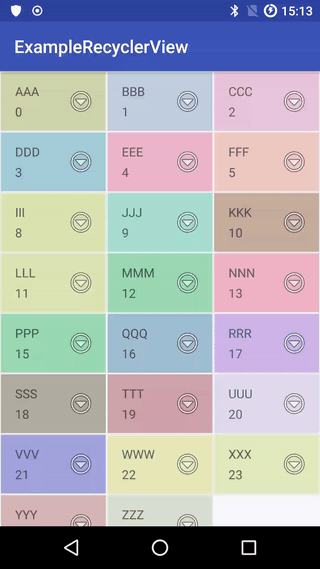 15:13
ExampleRecyclerView
AAA BBB CCC
0 1 2
DDD EEE FFF
3 4 5
III JJJ KKK
8 9 10
LLL MMM NNN
11 12 13
PPP QQQ RRR
15 16 17
SSS TTT UUU
18 19 20
VVV WWW XXX
21 22 23
YYY ZZZ